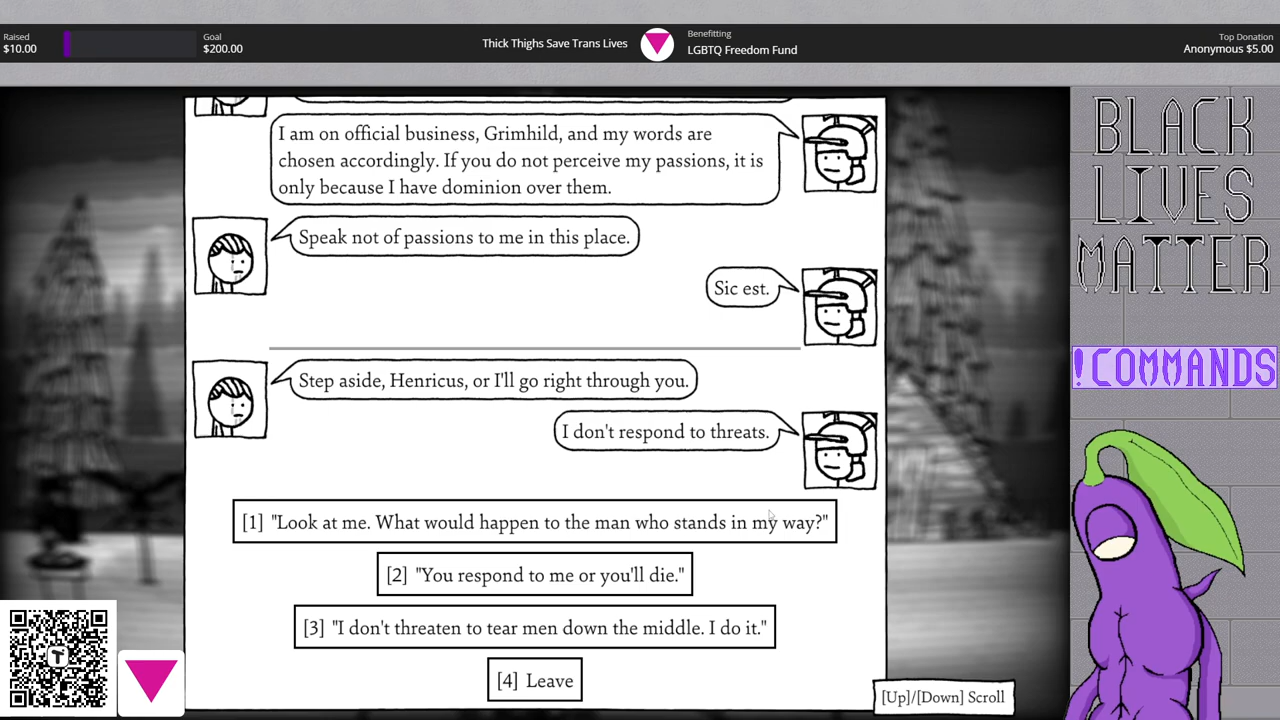 Raised
$10.00
Goal
$200.00
Thick Thighs Save Trans Lives
Benefitting
LGBTQ Freedom Fund
Top Donation
Anonymous $5.00
I am on official business, Grimhild, and my words are
chosen accordingly. If you do not perceive my passions, it is
only because I have dominion over them.
Speak not of passions to me in this place.
Sic est.
Step aside, Henricus, or I'll go right through you.
I don't respond to threats.
[1] "Look at me. What would happen to the man who stands in my way?"
[2] "You respond to me or you'll die."
[3] "I don't threaten to tear men down the middle. I do it."
[4] Leave
[Up]/[Down] Scroll
BLACK
LIVES
MATTER
!COMMANDS
T